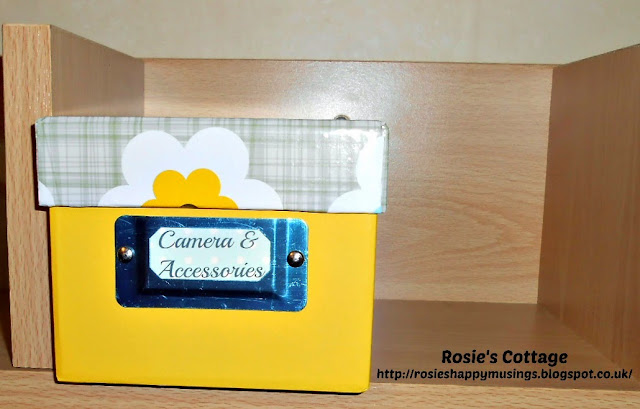 Camera &
Accessories
Rosie's Cottage
http://rosieshappymusings.blogspot.co.uk/